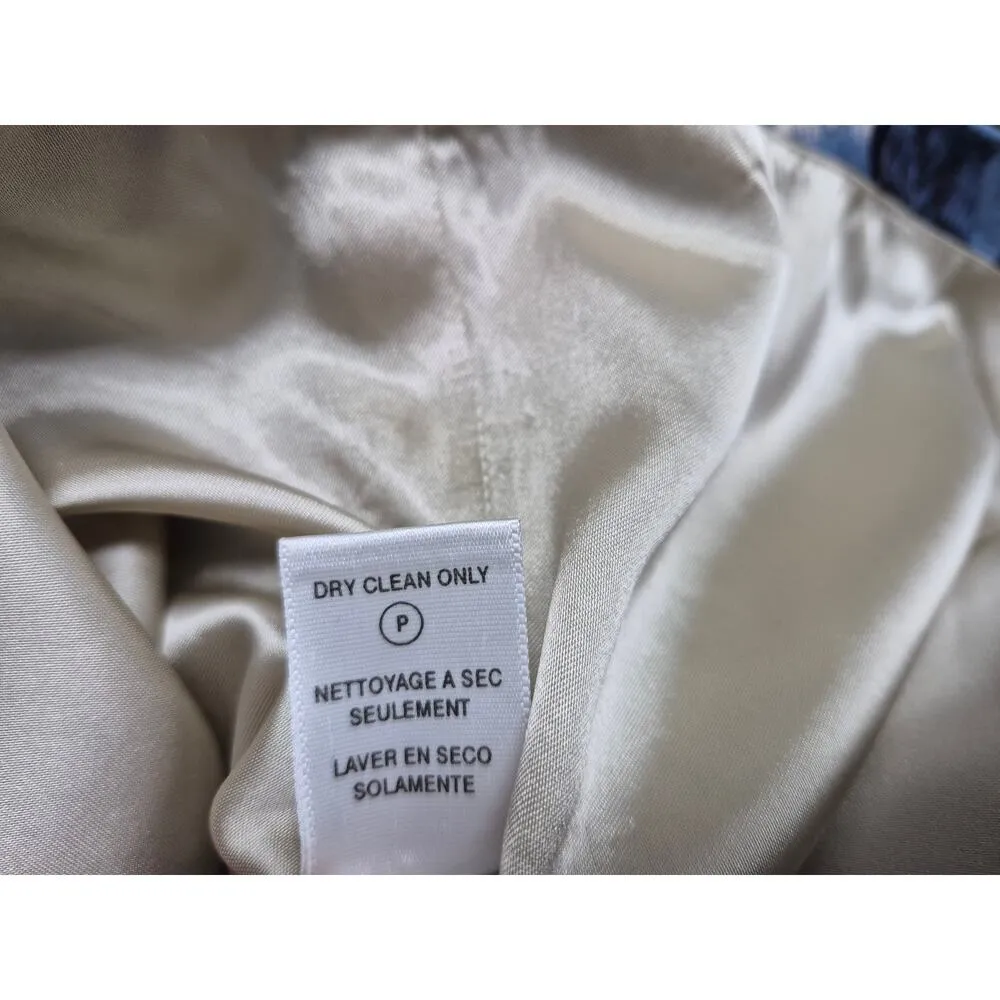 DRY CLEAN ONLY
P
NETTOYAGE A SEC
SEULEMENT
LAVER EN SECO
SOLAMENTE